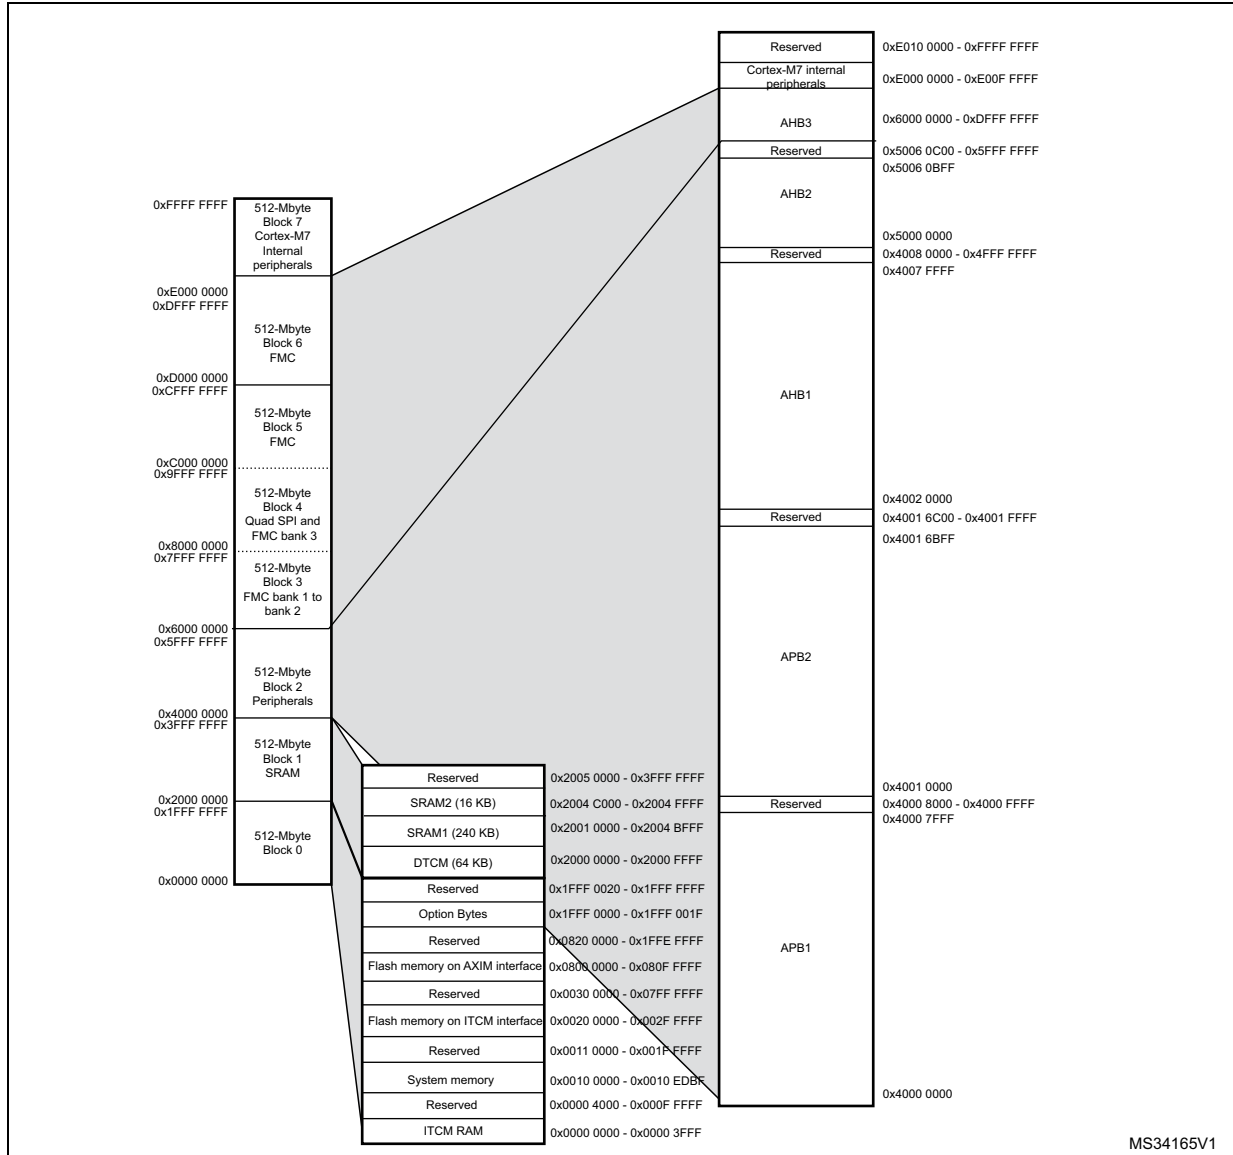 0xFFFF FFFF
512-Mbyte
Block 7
Cortex-M7
Internal
peripherals
0xE000 0000
0xDFFF FFFF
512-Mbyte
Block 6
FMC
0xD000 0000
0xCFFF FFFF
512-Mbyte
Block 5
FMC
0xC000 0000
0x9FFF FFFF
512-Mbyte
Block 4
Quad SPI and
FMC bank 3
0x8000 0000
0x7FFF FFFF
512-Mbyte
Block 3
FMC bank 1 to
bank 2
0x6000 0000
0x5FFF FFFF
512-Mbyte
Block 2
Peripherals
0x4000 0000
0x3FFF FFFF
512-Mbyte
Block 1
SRAM
0x2000 0000
0x1FFF FFFF
512-Mbyte
Block 0
0x0000 0000
Reserved 0x2005 0000 - 0x3FFF FFFF
SRAM2 (16 KB) 0x2004 C000 - 0x2004 FFFF
SRAM1 (240 KB) 0x2001 0000 - 0x2004 BFFF
DTCM (64 KB) 0x2000 0000 - 0x2000 FFFF
Reserved 0x1FFF 0020 - 0x1FFF FFFF
Option Bytes 0x1FFF 0000 - 0x1FFF 001F
Reserved 0x0820 0000 - 0x1FFE FFFF
Flash memory on AXIM interface 0x0800 0000 - 0x080F FFFF
Reserved 0x0030 0000 - 0x07FF FFFF
Flash memory on ITCM interface 0x0020 0000 - 0x002F FFFF
Reserved 0x0011 0000 - 0x001F FFFF
System memory 0x0010 0000 - 0x0010 EDBF
Reserved 0x0000 4000 - 0x000F FFFF
ITCM RAM 0x0000 0000 - 0x0000 3FFF
Reserved 0xE010 0000 - 0xFFFF FFFF
Cortex-M7 internal
peripherals 0xE000 0000 - 0xE00F FFFF
AHB3 0x6000 0000 - 0xDFFF FFFF
Reserved 0x5006 0C00 - 0x5FFF FFFF
0x5006 0BFF
AHB2
0x5000 0000
Reserved 0x4008 0000 - 0x4FFF FFFF
0x4007 FFFF
AHB1
0x4002 0000
Reserved 0x4001 6C00 - 0x4001 FFFF
0x4001 6BFF
APB2
0x4001 0000
Reserved 0x4000 8000 - 0x4000 FFFF
0x4000 7FFF
APB1
0x4000 0000
MS34165V1